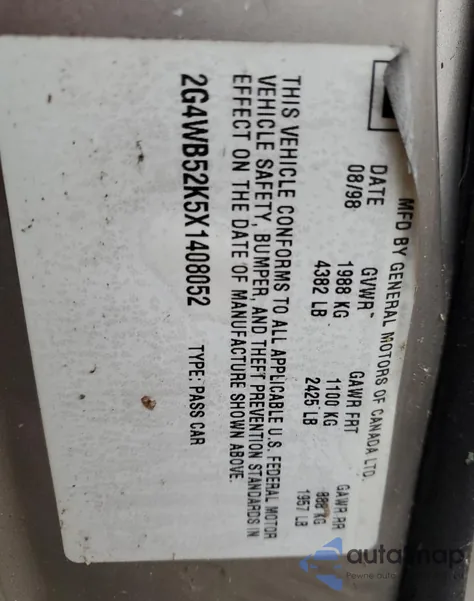 MFD BY GENERAL MOTORS OF CANADA LTD.
DATE GVWR GAWR FRT GAWR RR
08/98 1988 KG 1100 KG 888 KG
4382 LB 2425 LB 1957 LB
THIS VEHICLE CONFORMS TO ALL APPLICABLE U.S. FEDERAL MOTOR
VEHICLE SAFETY, BUMPER, AND THEFT PREVENTION STANDARDS IN
EFFECT ON THE DATE OF MANUFACTURE SHOWN ABOVE.
2G4WB52K5X1408052 TYPE: PASS CAR